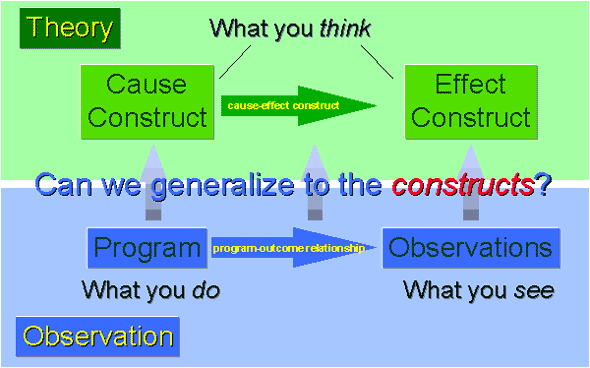 Theory
What you think
Cause
Construct
cause-effect construct
Effect
Construct
Can we generalize to the constructs?
Program
program-outcome relationship
Observations
What you do
What you see
Observation